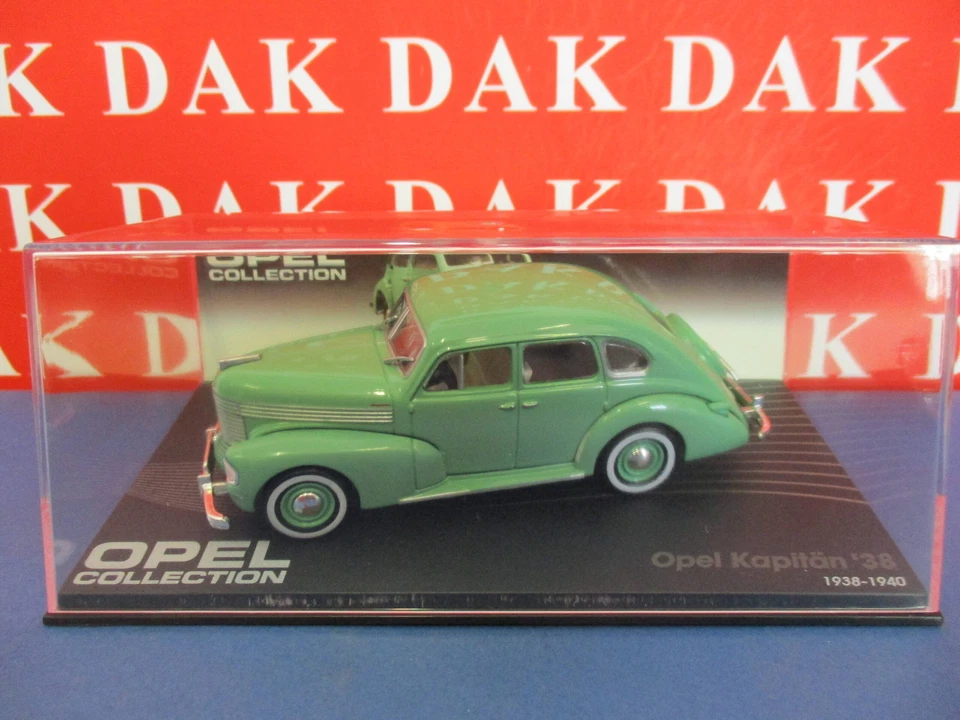 K DAK DAK DAK D
K DAK DAK DAK D
OPEL
COLLECTION
K D
OPEL
COLLECTION
Opel Kapitän '38
1938-1940